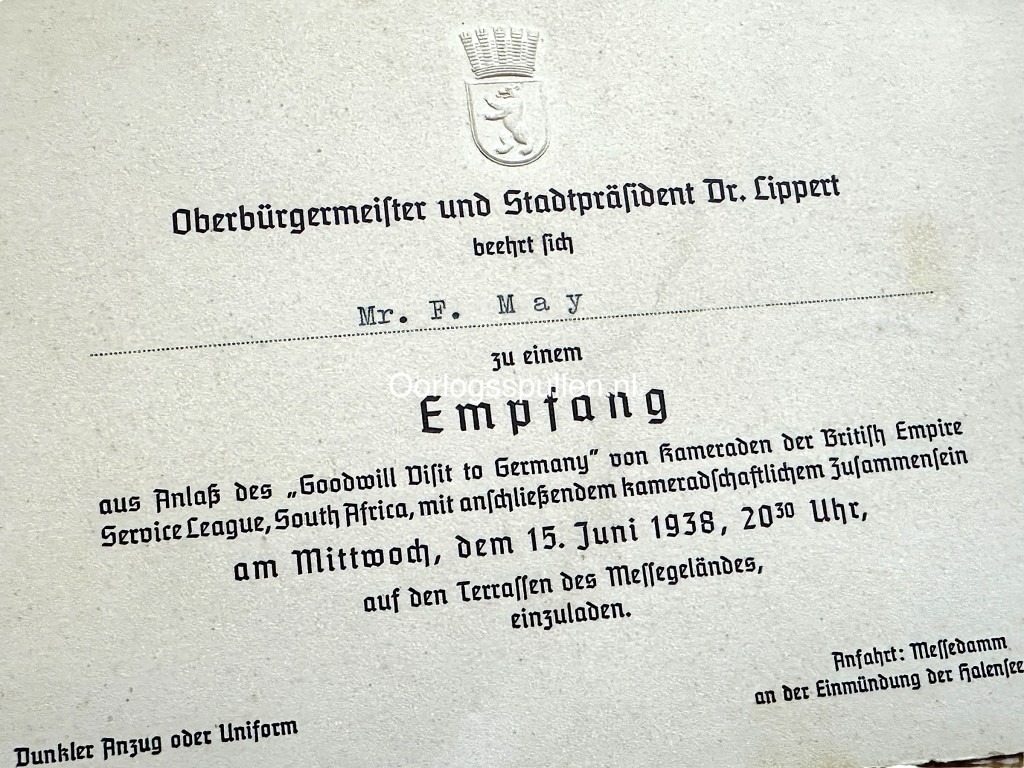 Oberbürgermeiſter und Stadtpräſident Dr. Lippert
beehrt ſich
Mr. F. May
zu einem
Oorlogsspullen.nl
Empfang
aus Anlaß des „Goodwill Viſit to Germany" von Kameraden der Britiſh Empire
Service League, South Africa, mit anſchließendem kameradſchaftlichem Zuſammenſein
am Mittwoch, dem 15. Juni 1938, 20³⁰ Uhr,
auf den Terraſſen des Meſſegeländes,
einzuladen.
Anfahrt: Meſſedamm
an der Einmündung der Halenſee
Dunkler Anzug oder Uniform